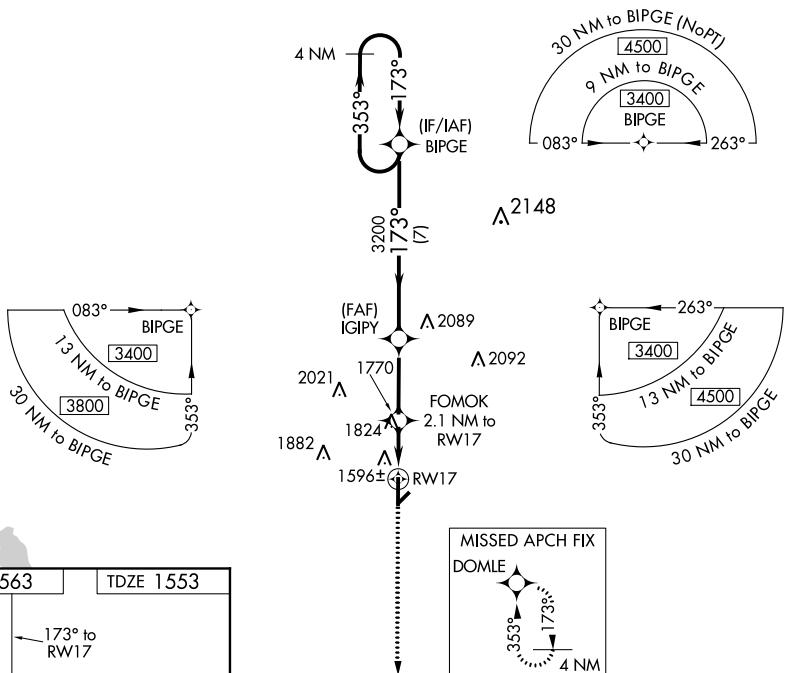 4 NM
353°
173°
(IF/IAF)
BIPGE
30 NM to BIPGE (NoPT)
4500
9 NM to BIPGE
3400
BIPGE
083°
263°
3200
173°
(7)
2148
083°
BIPGE
13 NM to BIPGE
3400
30 NM to BIPGE
3800
353°
(FAF)
IGIPY
2089
2092
1770
2021
FOMOK
2.1 NM to
RW17
1824
1882
1596±
RW17
263°
BIPGE
13 NM to BIPGE
3400
30 NM to BIPGE
4500
353°
MISSED APCH FIX
DOMLE
353°
173°
4 NM
563
TDZE 1553
173° to
RW17